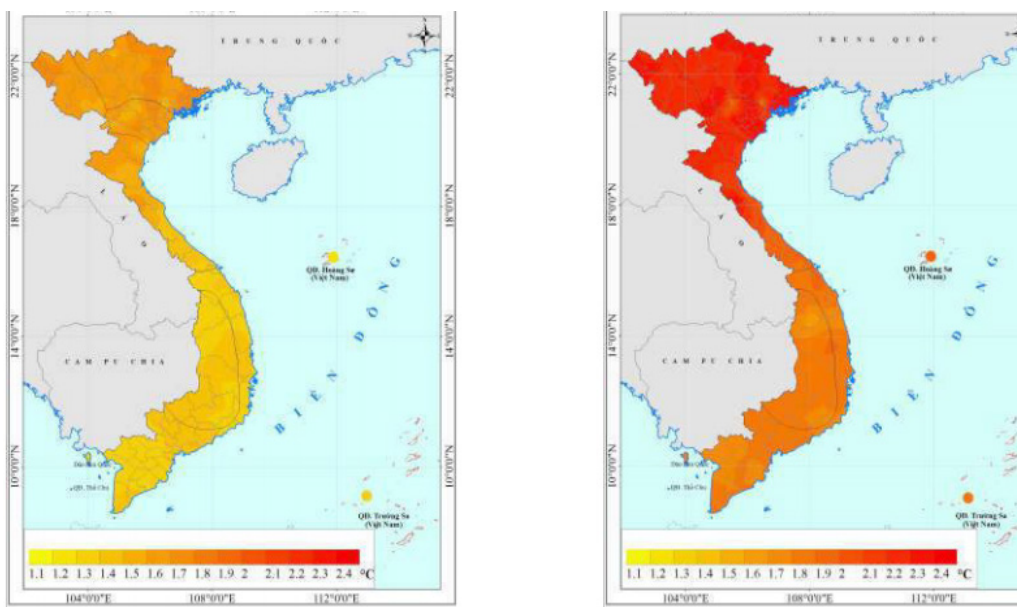 TRUNG QUỐC
22°0'0"N
18°0'0"N
14°0'0"N
10°0'0"N
QĐ. Hoàng Sa
(Việt Nam)
CAM PU CHIA
BIỂN ĐÔNG
QĐ. Thổ Chu
QĐ. Trường Sa
(Việt Nam)
1.1 1.2 1.3 1.4 1.5 1.6 1.7 1.8 1.9 2 2.1 2.2 2.3 2.4 °C
104°0'0"E 108°0'0"E 112°0'0"E
TRUNG QUỐC
22°0'0"N
18°0'0"N
14°0'0"N
10°0'0"N
QĐ. Hoàng Sa
(Việt Nam)
CAM PU CHIA
BIỂN ĐÔNG
QĐ. Thổ Chu
QĐ. Trường Sa
(Việt Nam)
1.1 1.2 1.3 1.4 1.5 1.6 1.7 1.8 1.9 2 2.1 2.2 2.3 2.4 °C
104°0'0"E 108°0'0"E 112°0'0"E